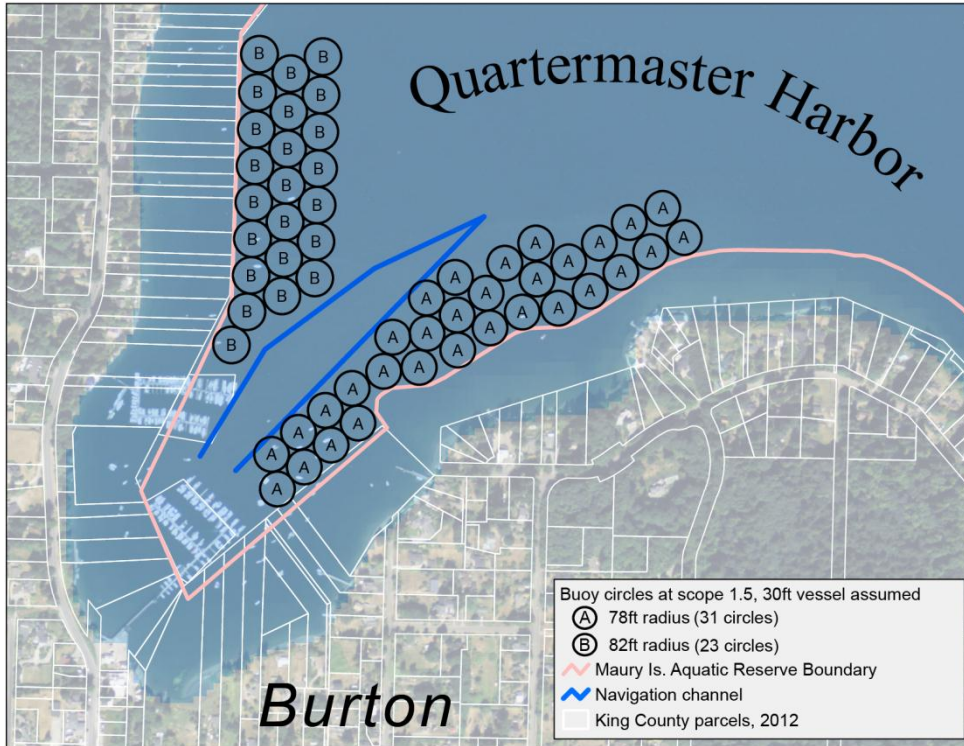 Quartermaster Harbor
B B B
B B B
B B B
B B B
B B B
B B B
B B B
B
B
A A
A A A A
A A A A A
A A A A A
A A A A
A A A
A A A
A A
A A
A
Buoy circles at scope 1.5, 30ft vessel assumed
A 78ft radius (31 circles)
B 82ft radius (23 circles)
Maury Is. Aquatic Reserve Boundary
Navigation channel
King County parcels, 2012
Burton